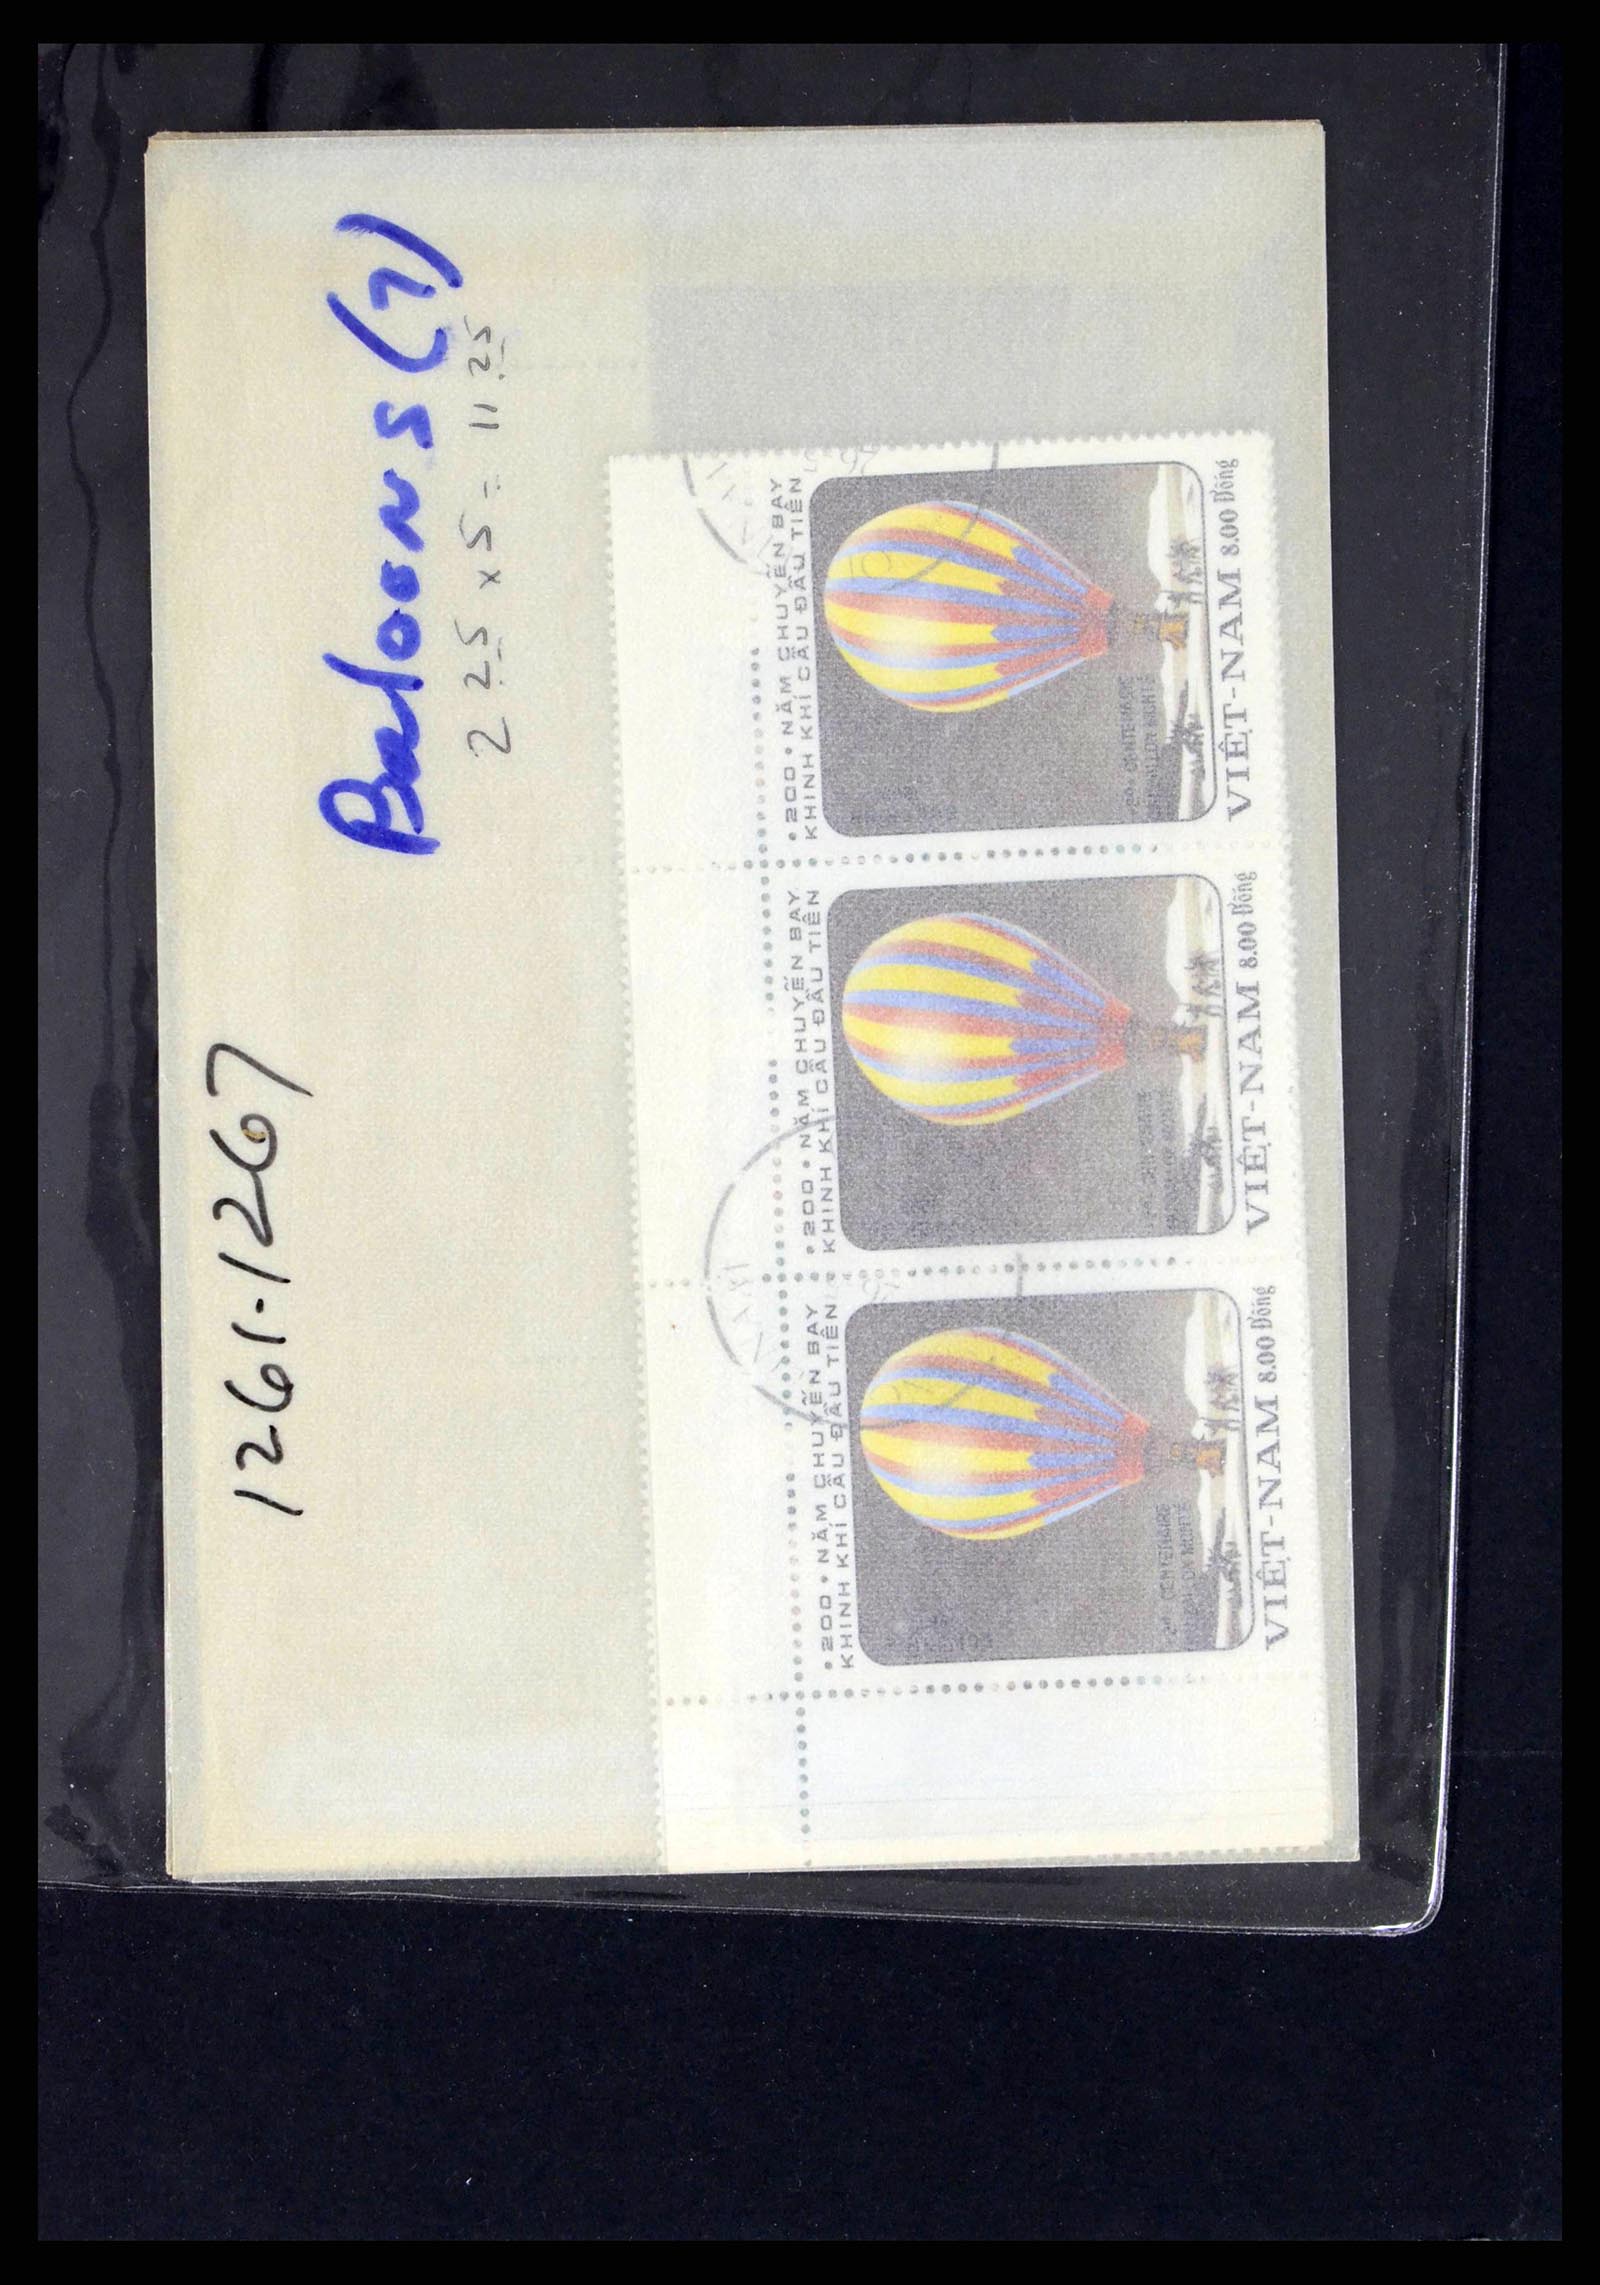 1261-1267
Baloons (7)
2 25 x 5 = 11.25
• 200 • NĂM CHUYẾN BAY
KHINH KHÍ CẦU ĐẦU TIÊN
VIỆT-NAM 8.00 Đồng
• 200 • NĂM CHUYẾN BAY
KHINH KHÍ CẦU ĐẦU TIÊN
VIỆT-NAM 8.00 Đồng
• 200 • NĂM CHUYẾN BAY
KHINH KHÍ CẦU ĐẦU TIÊN
VIỆT-NAM 8.00 Đồng